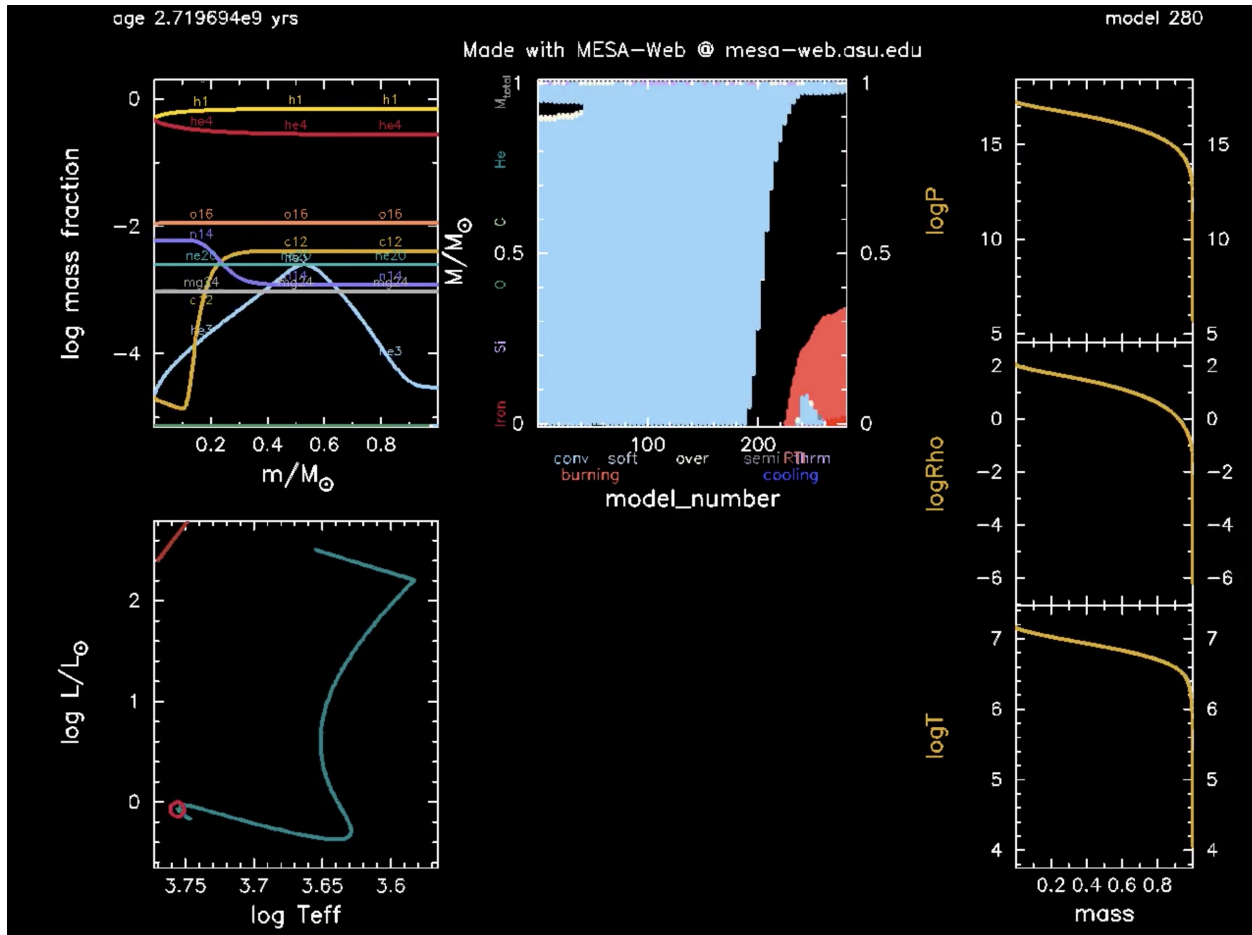 age 2.719694e9 yrs
model 280
Made with MESA-Web @ mesa-web.asu.edu
log mass fraction
0
−2
−4
h1 h1 h1
he4 he4 he4
o16 o16 o16
n14
c12 c12
ne20 ne20
mg24 mg24 mg24
n14 n14
c12
he3
he3
0.2 0.4 0.6 0.8
m/M☉
M/M☉
Iron Si O C He M_total
1
0.5
0
1
0.5
0
100 200
conv soft over semi RT thrm
burning cooling
model_number
log L/L☉
2
1
0
3.75 3.7 3.65 3.6
log Teff
logP
15 15
10 10
5 5
logRho
2 2
0 0
−2 −2
−4 −4
−6 −6
logT
7 7
6 6
5 5
4 4
0.2 0.4 0.6 0.8
mass